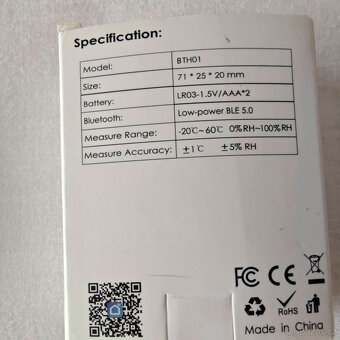 Specification:
Model: BTH01
Size: 71 * 25 * 20 mm
Battery: LR03-1.5V/AAA*2
Bluetooth: Low-power BLE 5.0
Measure Range: -20℃~60℃ 0%RH~100%RH
Measure Accuracy: ±1℃ ±5% RH
FC CE
RoHS
Made in China